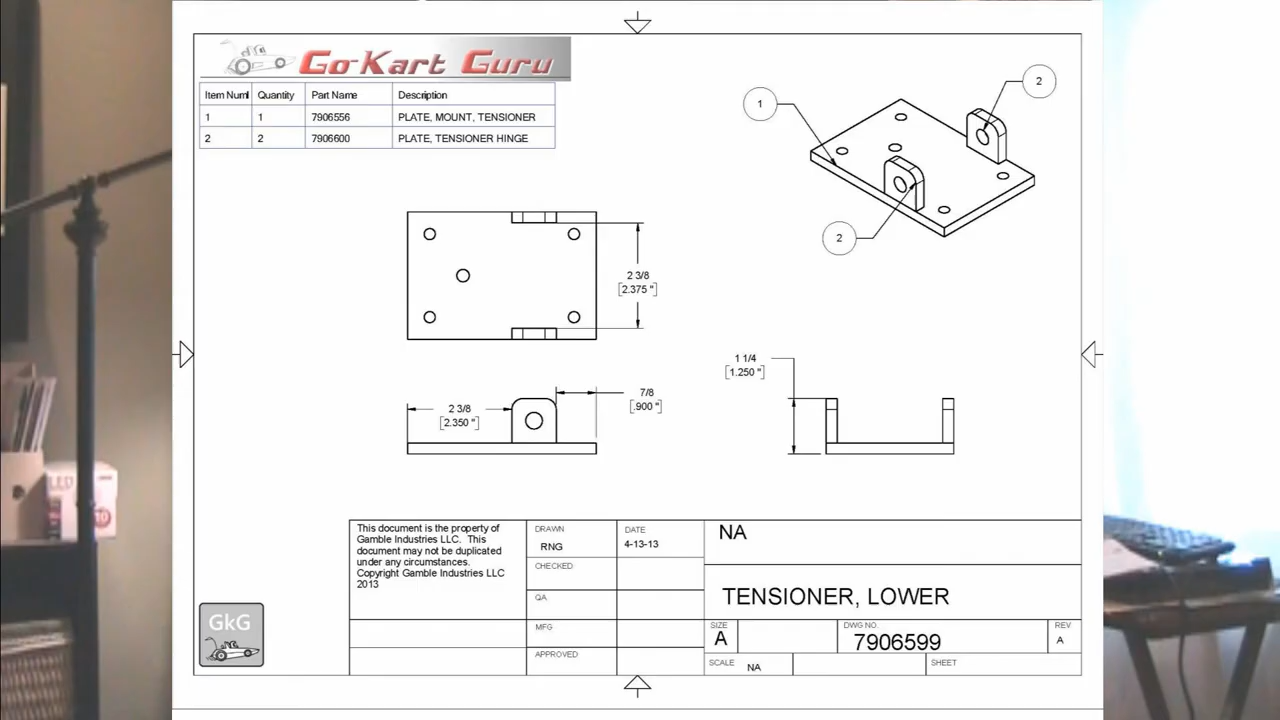 Go Kart Guru
Item Numl Quantity Part Name Description
1 1 7906556 PLATE, MOUNT, TENSIONER
2 2 7906600 PLATE, TENSIONER HINGE
1
2
2
2 3/8
[2.375 "]
2 3/8
[2.350 "]
7/8
[.900 "]
1 1/4
[1.250 "]
This document is the property of
Gamble Industries LLC. This
document may not be duplicated
under any circumstances.
Copyright Gamble Industries LLC
2013
DRAWN
RNG
DATE
4-13-13
CHECKED
QA
MFG
APPROVED
NA
TENSIONER, LOWER
SIZE
A
DWG NO.
7906599
REV
A
SCALE NA
SHEET
GkG
LED
10